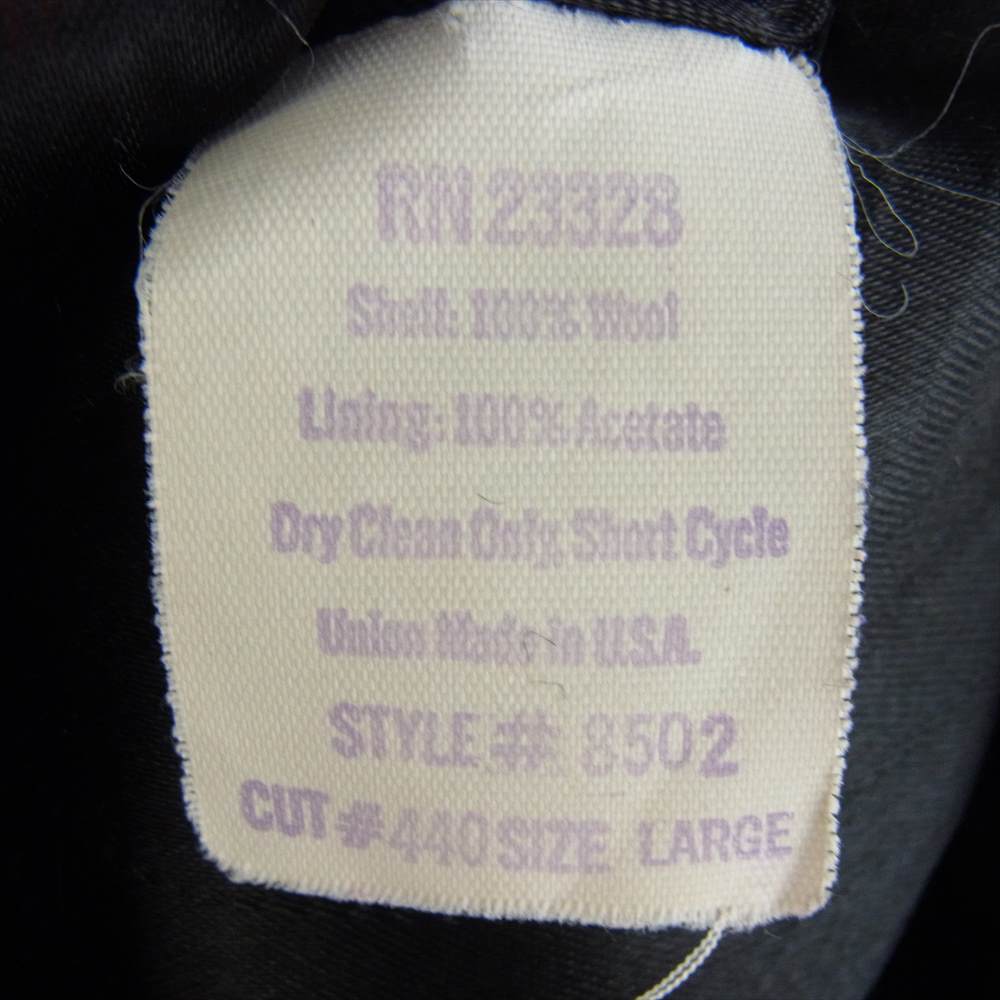 RN 23328
Shell: 100% Wool
Lining: 100% Acetate
Dry Clean Only, Short Cycle
Union Made in U.S.A.
STYLE # 8502
CUT # 440 SIZE LARGE